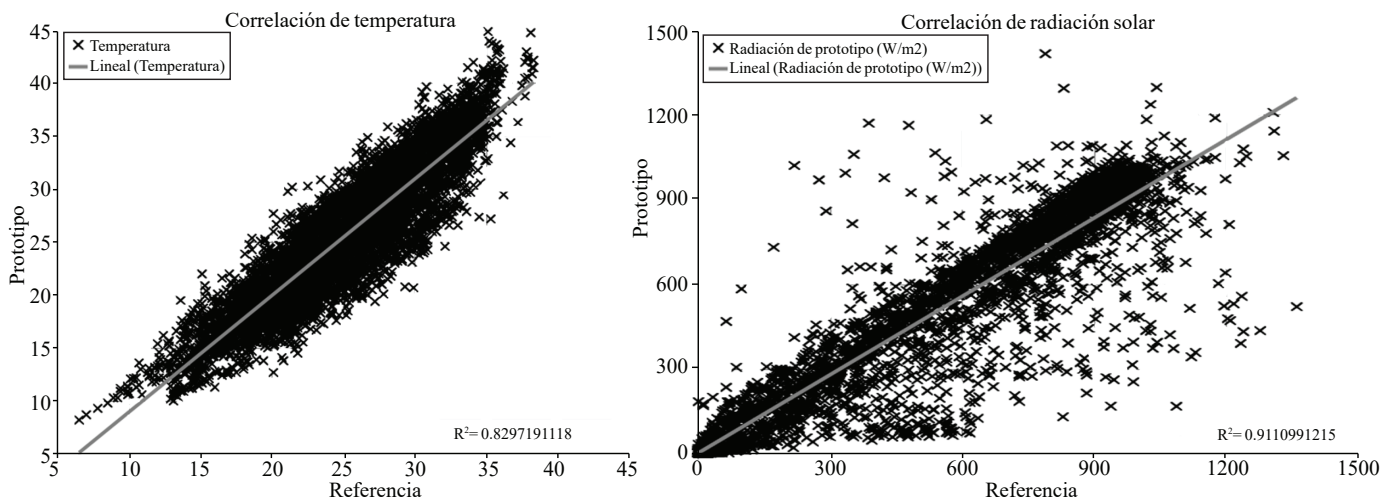 Correlación de temperatura
45
40
35
30
25
20
15
10
5
Prototipo
Temperatura
Lineal (Temperatura)
R²= 0.8297191118
5 10 15 20 25 30 35 40 45
Referencia
Correlación de radiación solar
1500
1200
900
600
300
0
Prototipo
Radiación de prototipo (W/m2)
Lineal (Radiación de prototipo (W/m2))
R²= 0.9110991215
0 300 600 900 1200 1500
Referencia